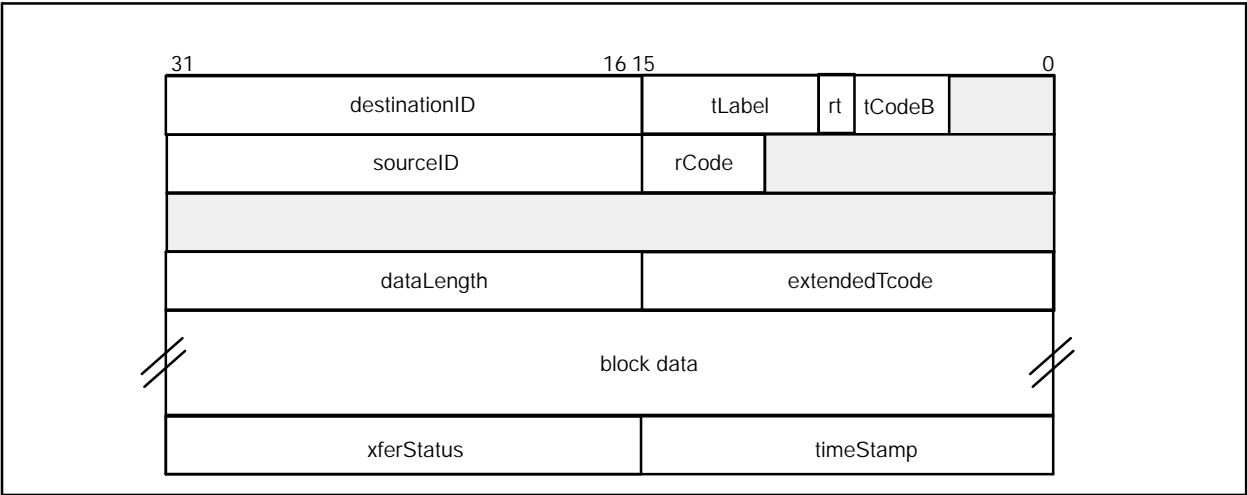 31 16 15 0
destinationID tLabel rt tCodeB
sourceID rCode
dataLength extendedTcode
block data
xferStatus timeStamp